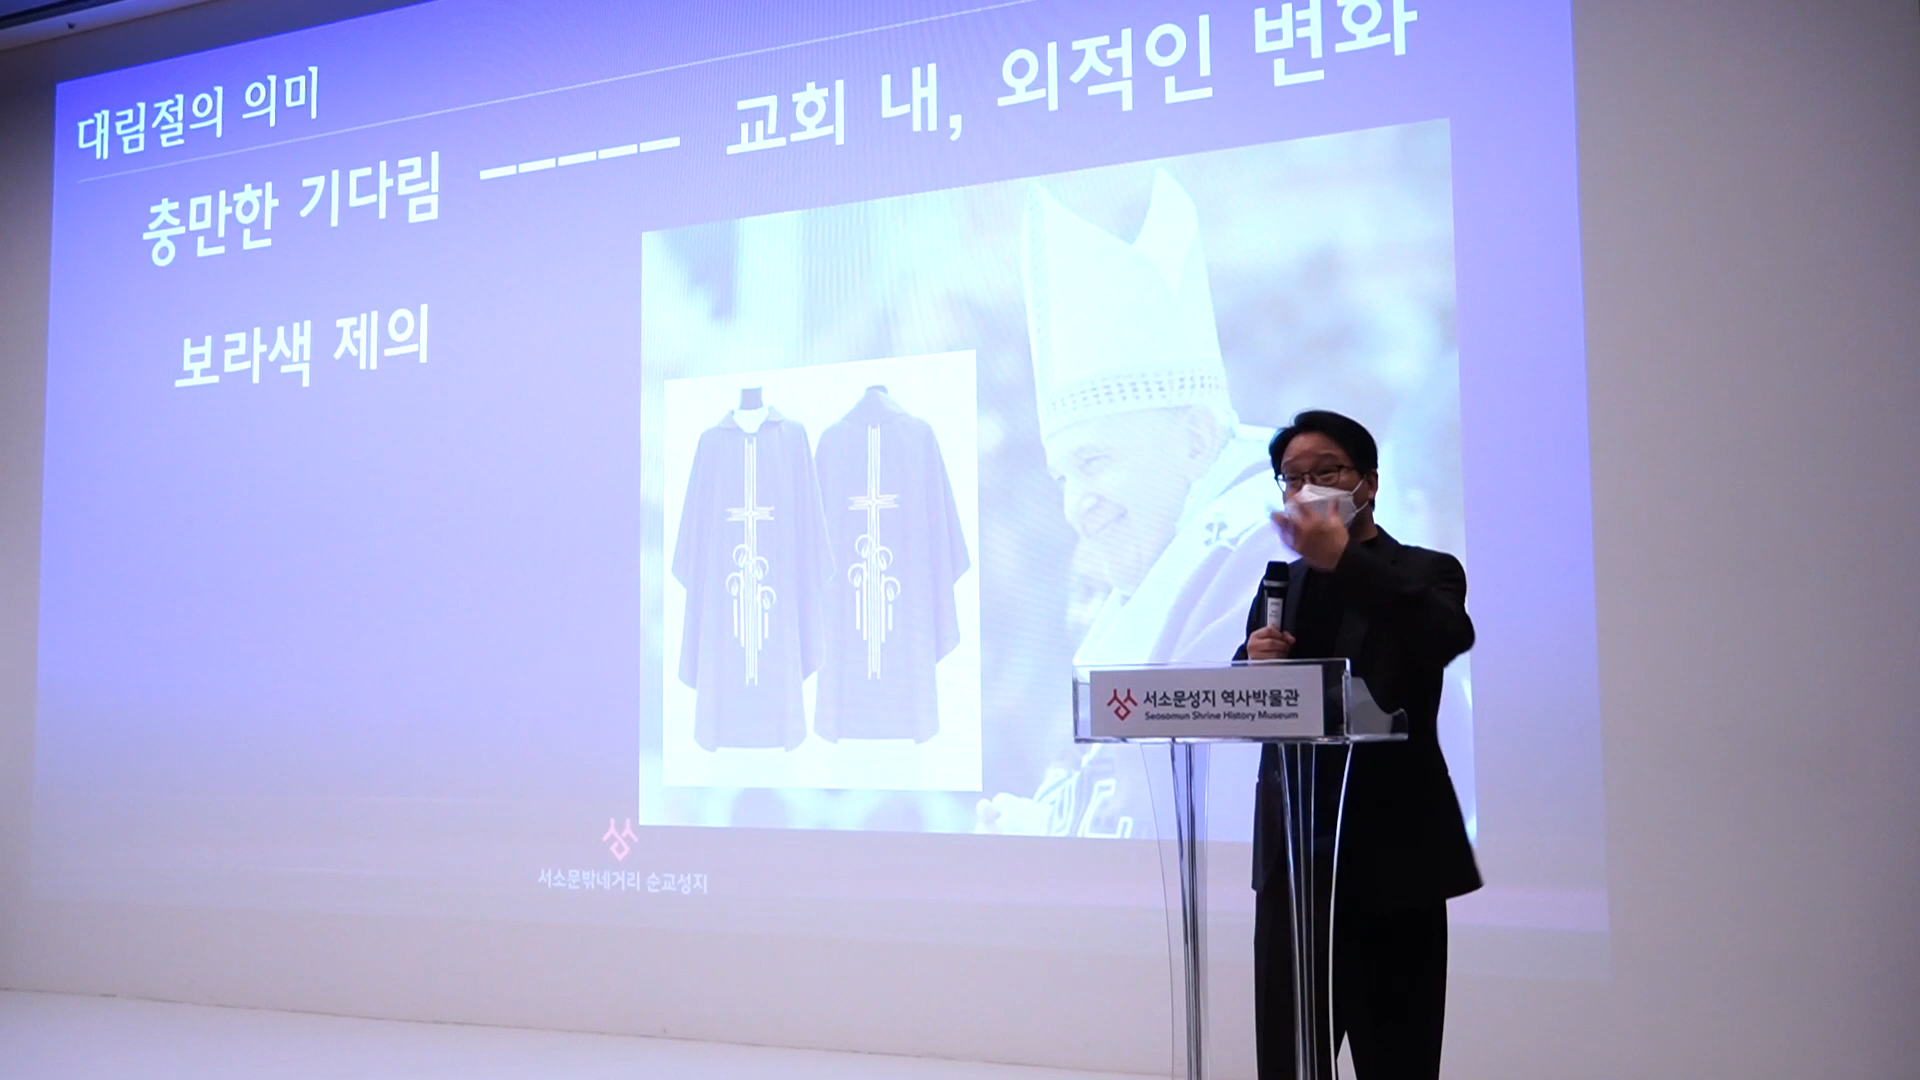 대림절의 의미
충만한 기다림 ----- 교회 내, 외적인 변화
보라색 제의
서소문밖네거리 순교성지
서소문성지 역사박물관
Seosomun Shrine History Museum